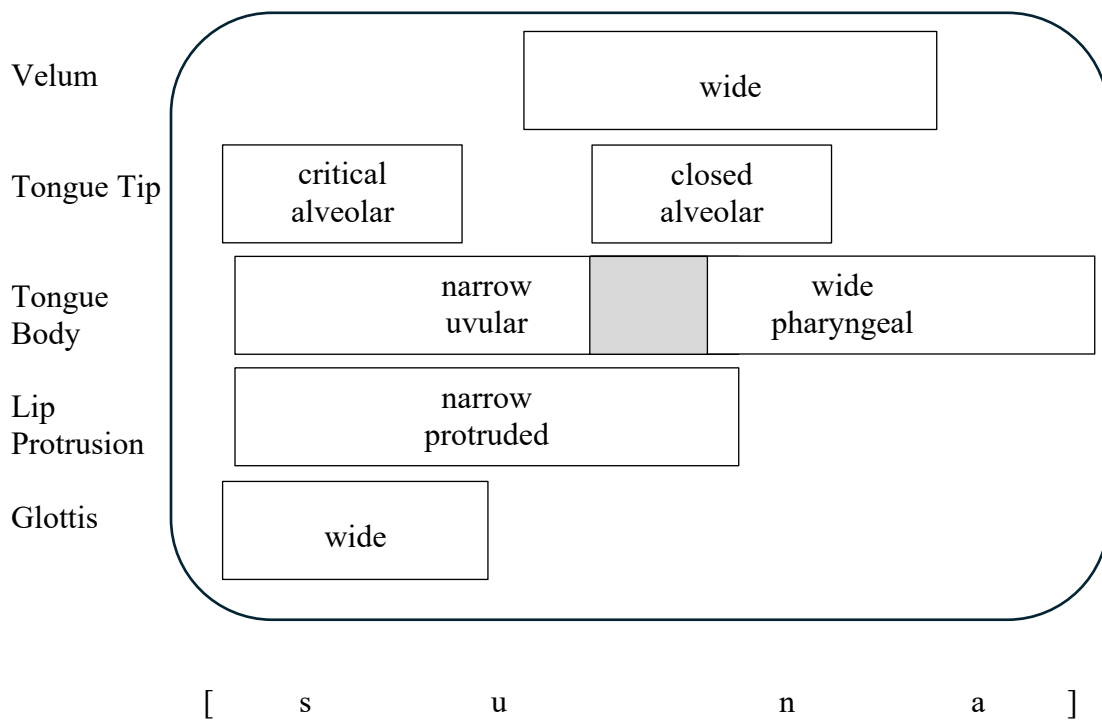 Velum
wide
Tongue Tip
critical
alveolar
closed
alveolar
Tongue
Body
narrow
uvular
wide
pharyngeal
Lip
Protrusion
narrow
protruded
Glottis
wide
[ s u n a ]